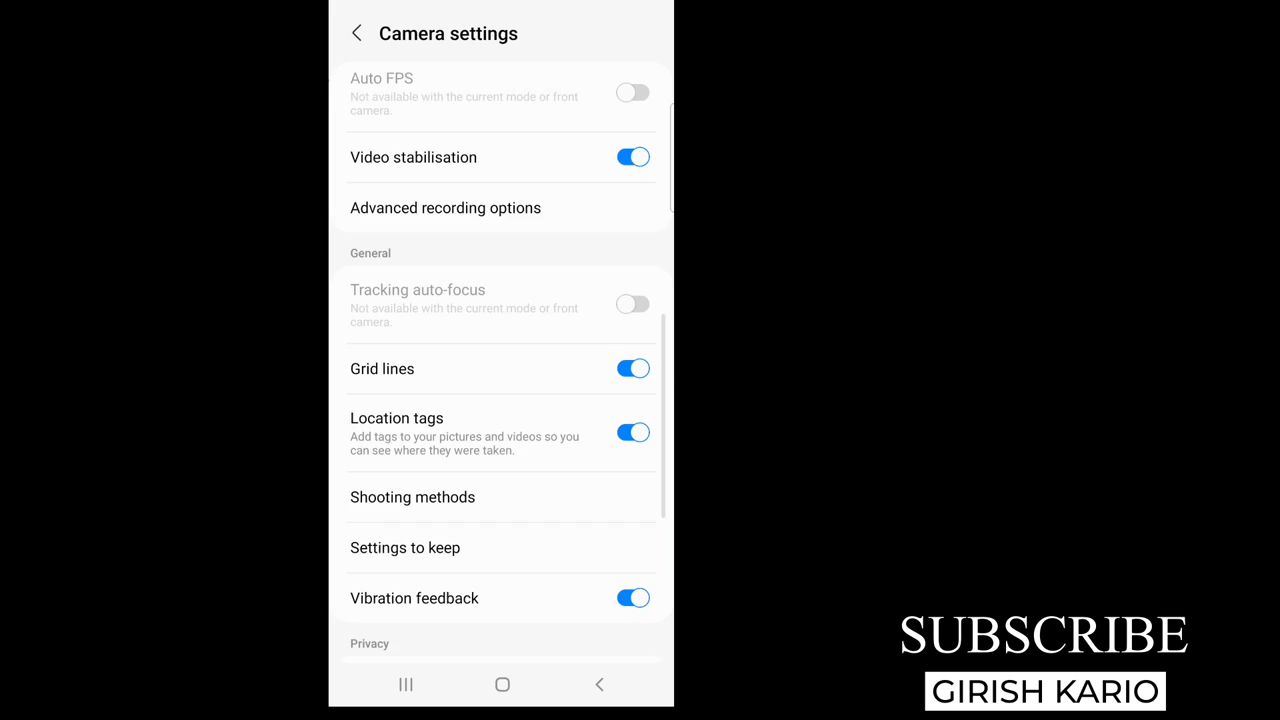 Camera settings
Auto FPS
Not available with the current mode or front
camera.
Video stabilisation
Advanced recording options
General
Tracking auto-focus
Not available with the current mode or front
camera.
Grid lines
Location tags
Add tags to your pictures and videos so you
can see where they were taken.
Shooting methods
Settings to keep
Vibration feedback
Privacy
SUBSCRIBE
GIRISH KARIO